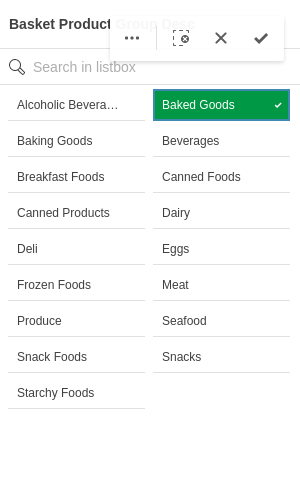 Basket Product Group Desc
Search in listbox
Alcoholic Bevera…
Baked Goods
Baking Goods
Beverages
Breakfast Foods
Canned Foods
Canned Products
Dairy
Deli
Eggs
Frozen Foods
Meat
Produce
Seafood
Snack Foods
Snacks
Starchy Foods